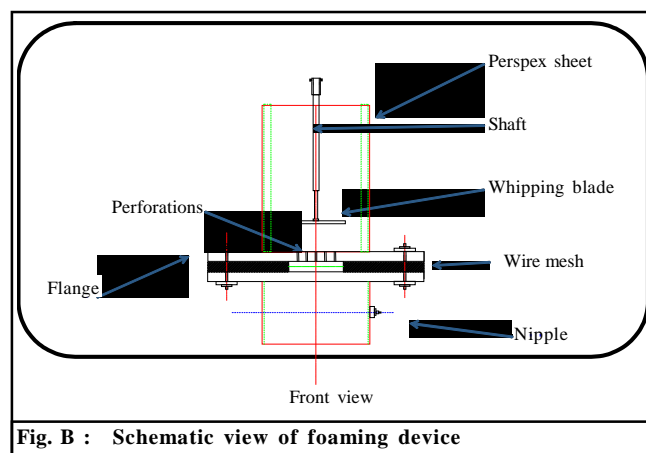 Perspex sheet
Shaft
Whipping blade
Perforations
Wire mesh
Flange
Nipple
Front view
Fig. B : Schematic view of foaming device